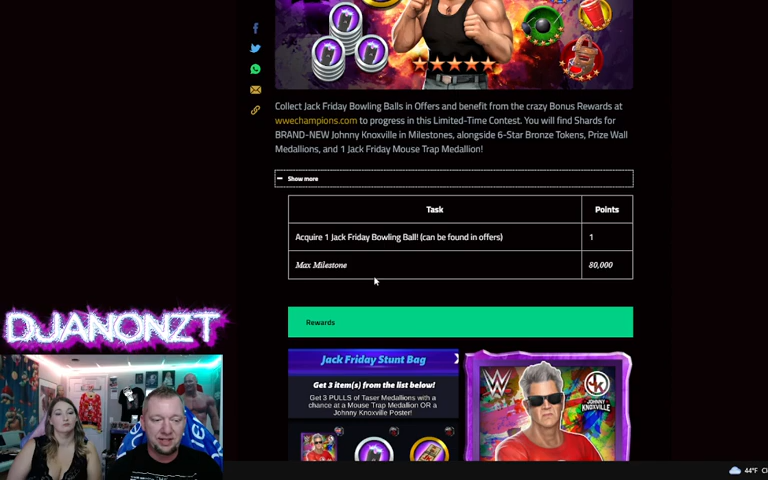 Collect Jack Friday Bowling Balls in Offers and benefit from the crazy Bonus Rewards at
wwechampions.com to progress in this Limited-Time Contest. You will find Shards for
BRAND-NEW Johnny Knoxville in Milestones, alongside 6-Star Bronze Tokens, Prize Wall
Medallions, and 1 Jack Friday Mouse Trap Medallion!
Show more
Task Points
Acquire 1 Jack Friday Bowling Ball! (can be found in offers) 1
Max Milestone 80,000
Rewards
DJANONZT
Jack Friday Stunt Bag
Get 3 item(s) from the list below!
Get 3 PULLS of Taser Medallions with a
chance at a Mouse Trap Medallion OR a
Johnny Knoxville Poster!
JOHNNY
KNOXVILLE
44°F